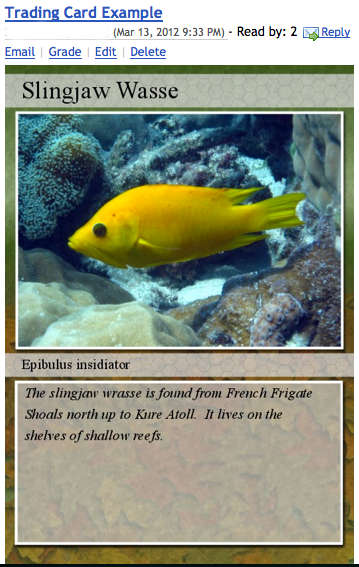 Trading Card Example
(Mar 13, 2012 9:33 PM) - Read by: 2 Reply
Email | Grade | Edit | Delete
Slingjaw Wasse
Epibulus insidiator
The slingjaw wrasse is found from French Frigate
Shoals north up to Kure Atoll. It lives on the
shelves of shallow reefs.